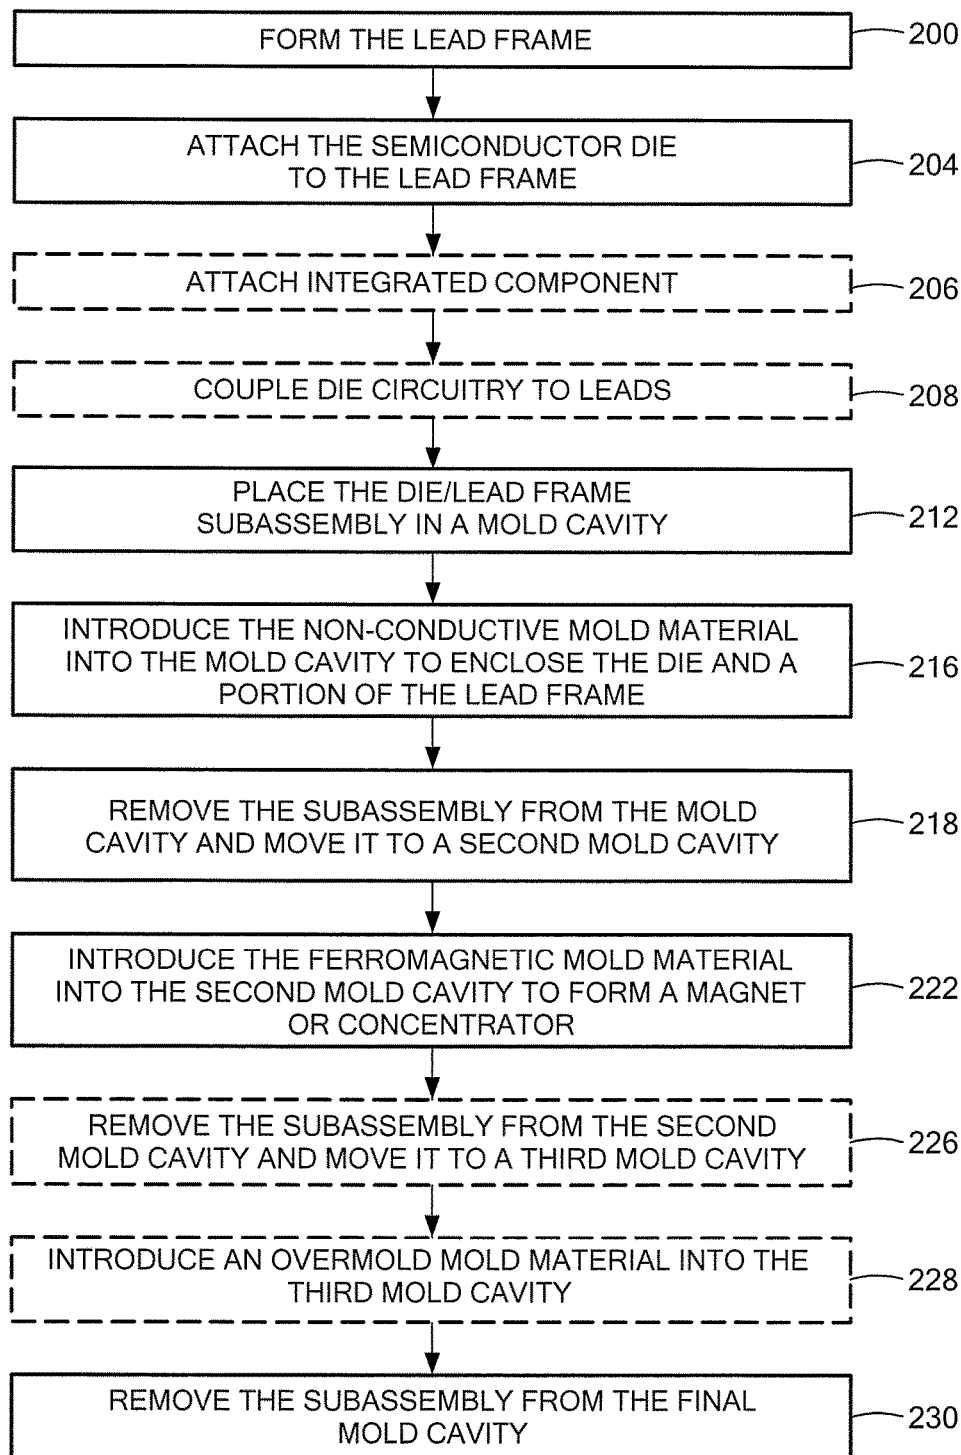 FORM THE LEAD FRAME
200
ATTACH THE SEMICONDUCTOR DIE
TO THE LEAD FRAME
204
ATTACH INTEGRATED COMPONENT
206
COUPLE DIE CIRCUITRY TO LEADS
208
PLACE THE DIE/LEAD FRAME
SUBASSEMBLY IN A MOLD CAVITY
212
INTRODUCE THE NON-CONDUCTIVE MOLD MATERIAL
INTO THE MOLD CAVITY TO ENCLOSE THE DIE AND A
PORTION OF THE LEAD FRAME
216
REMOVE THE SUBASSEMBLY FROM THE MOLD
CAVITY AND MOVE IT TO A SECOND MOLD CAVITY
218
INTRODUCE THE FERROMAGNETIC MOLD MATERIAL
INTO THE SECOND MOLD CAVITY TO FORM A MAGNET
OR CONCENTRATOR
222
REMOVE THE SUBASSEMBLY FROM THE SECOND
MOLD CAVITY AND MOVE IT TO A THIRD MOLD CAVITY
226
INTRODUCE AN OVERMOLD MOLD MATERIAL INTO THE
THIRD MOLD CAVITY
228
REMOVE THE SUBASSEMBLY FROM THE FINAL
MOLD CAVITY
230